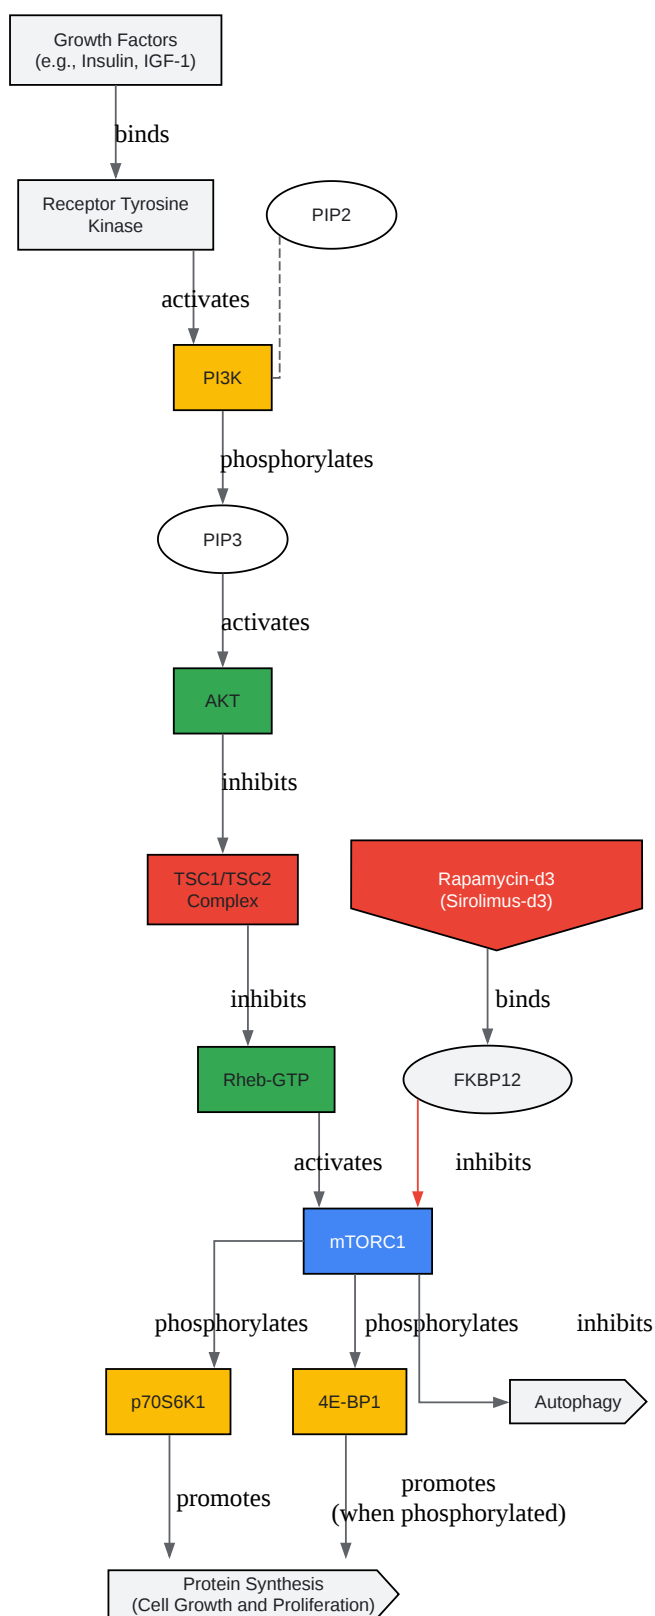 Growth Factors
(e.g., Insulin, IGF-1)
binds
Receptor Tyrosine
Kinase
PIP2
activates
PI3K
phosphorylates
PIP3
activates
AKT
inhibits
TSC1/TSC2
Complex
Rapamycin-d3
(Sirolimus-d3)
inhibits
binds
Rheb-GTP
FKBP12
activates
inhibits
mTORC1
phosphorylates
phosphorylates
inhibits
p70S6K1
4E-BP1
Autophagy
promotes
promotes
(when phosphorylated)
Protein Synthesis
(Cell Growth and Proliferation)